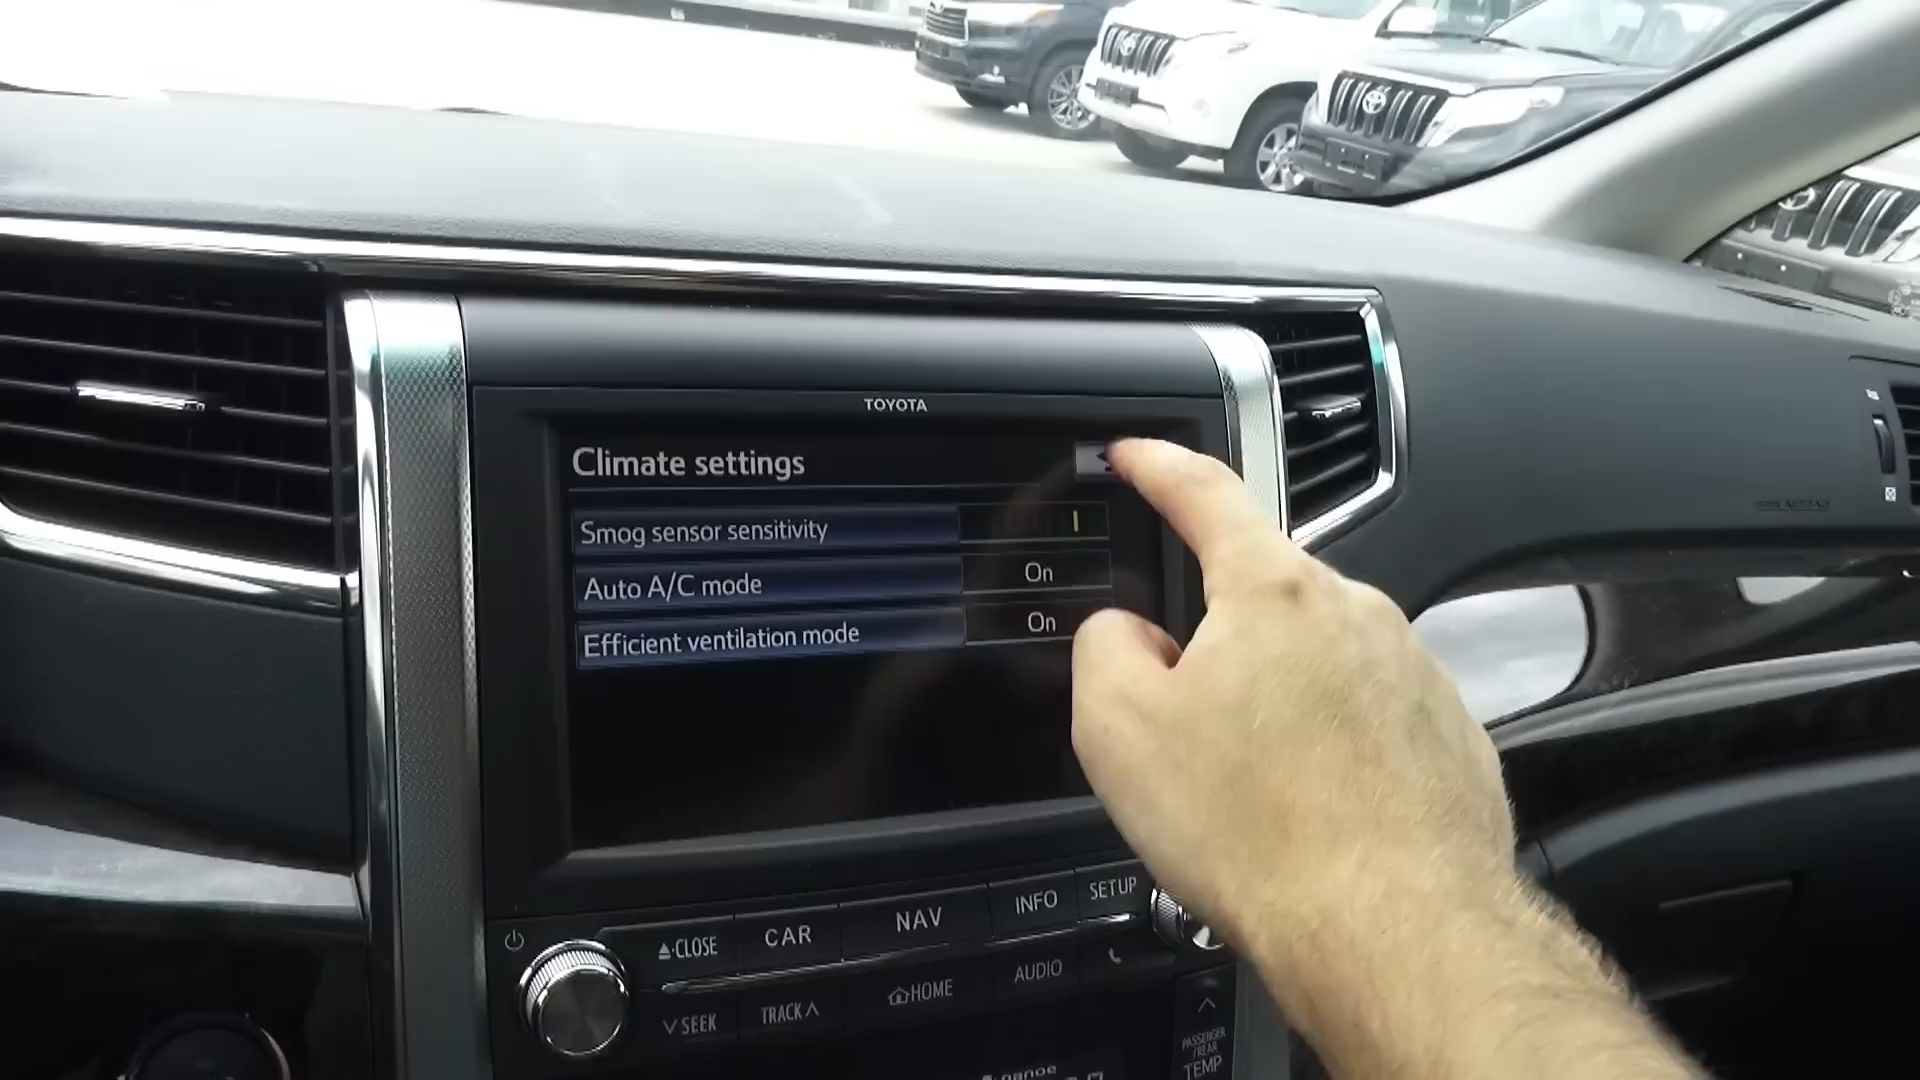 TOYOTA
Climate settings
Smog sensor sensitivity
Auto A/C mode
On
Efficient ventilation mode
On
CLOSE
CAR
NAV
INFO
SETUP
SEEK
TRACK
HOME
AUDIO
PASSENGER
/REAR
TEMP